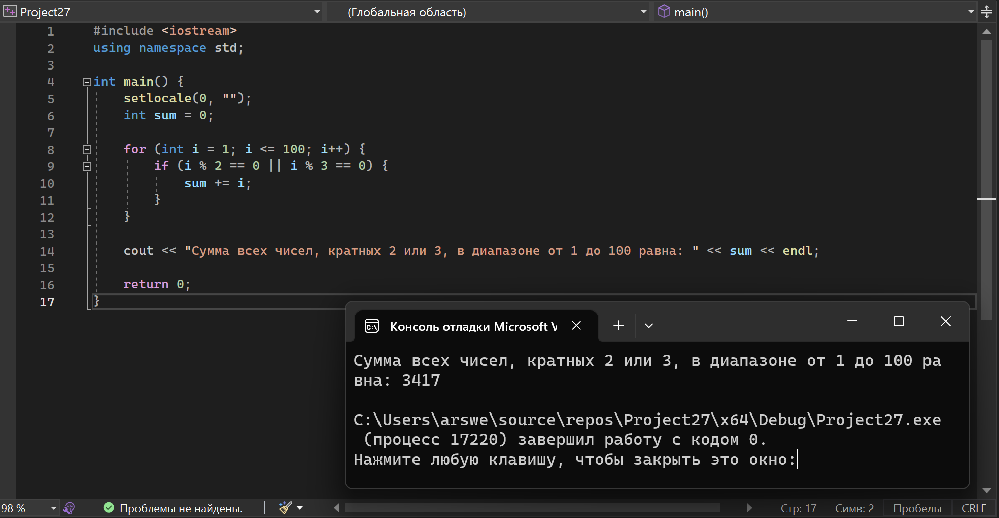 Project27
(Глобальная область)
main()
1 #include <iostream>
2 using namespace std;
3
4 int main() {
5 setlocale(0, "");
6 int sum = 0;
7
8 for (int i = 1; i <= 100; i++) {
9 if (i % 2 == 0 || i % 3 == 0) {
10 sum += i;
11 }
12 }
13
14 cout << "Сумма всех чисел, кратных 2 или 3, в диапазоне от 1 до 100 равна: " << sum << endl;
15
16 return 0;
17 }
Консоль отладки Microsoft V
Сумма всех чисел, кратных 2 или 3, в диапазоне от 1 до 100 ра
вна: 3417
C:\Users\arswe\source\repos\Project27\x64\Debug\Project27.exe
(процесс 17220) завершил работу с кодом 0.
Нажмите любую клавишу, чтобы закрыть это окно:
98 %
Проблемы не найдены.
Стр: 17
Симв: 2
Пробелы
CRLF